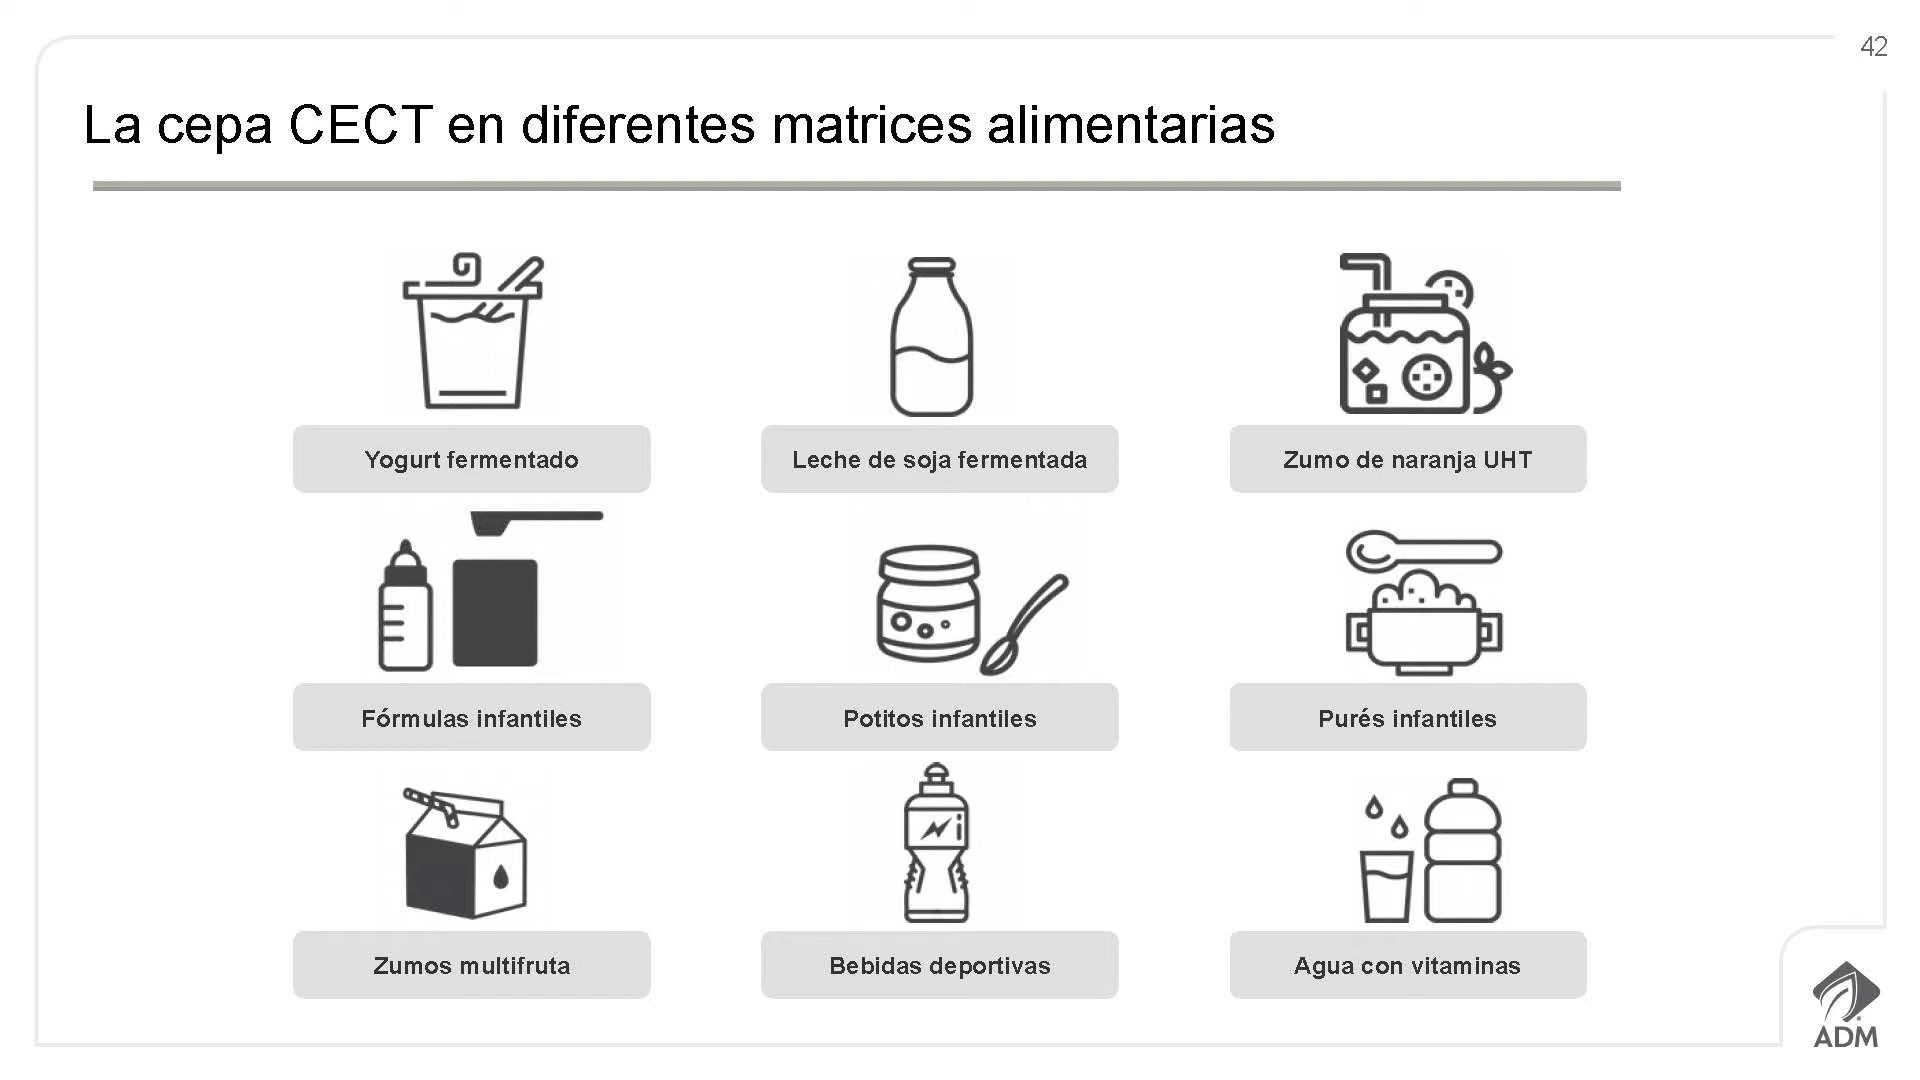 42
La cepa CECT en diferentes matrices alimentarias
Yogurt fermentado
Leche de soja fermentada
Zumo de naranja UHT
Fórmulas infantiles
Potitos infantiles
Purés infantiles
Zumos multifruta
Bebidas deportivas
Agua con vitaminas
ADM